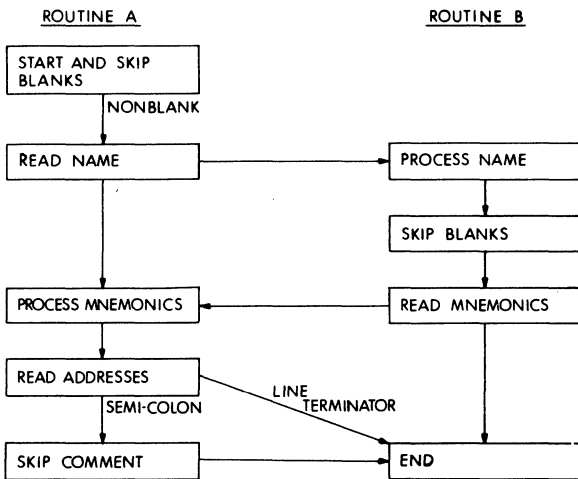 ROUTINE A
ROUTINE B
START AND SKIP
BLANKS
NONBLANK
READ NAME
PROCESS NAME
SKIP BLANKS
PROCESS MNEMONICS
READ MNEMONICS
READ ADDRESSES
LINE
TERMINATOR
SEMI-COLON
SKIP COMMENT
END